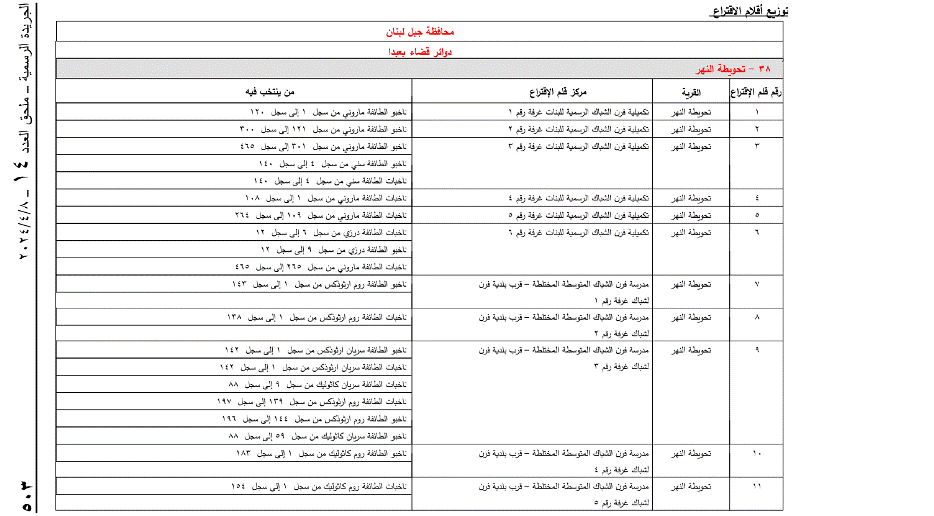 الجريدة الرسمية - ملحق العدد ١٤ - ٢٠٢٤/٤/٨
توزيع أقلام الاقتراع
محافظة جبل لبنان
دوائر قضاء بعبدا
٣٨ - تحويطة النهر
رقم قلم الإقتراع القرية مركز قلم الإقتراع من ينتخب فيه
١ تحويطة النهر تكميلية فرن الشباك الرسمية للبنات غرفة رقم ١ ناخبو الطائفة ماروني من سجل ١ إلى سجل ١٢٠
٢ تحويطة النهر تكميلية فرن الشباك الرسمية للبنات غرفة رقم ٢ ناخبو الطائفة ماروني من سجل ١٢١ إلى سجل ٣٠٠
٣ تحويطة النهر تكميلية فرن الشباك الرسمية للبنات غرفة رقم ٣ ناخبو الطائفة ماروني من سجل ٣٠١ إلى سجل ٤٦٥
ناخبو الطائفة سني من سجل ٤ إلى سجل ١٤٠
ناخبات الطائفة سني من سجل ٤ إلى سجل ١٤٠
٤ تحويطة النهر تكميلية فرن الشباك الرسمية للبنات غرفة رقم ٤ ناخبات الطائفة ماروني من سجل ١ إلى سجل ١٠٨
٥ تحويطة النهر تكميلية فرن الشباك الرسمية للبنات غرفة رقم ٥ ناخبات الطائفة ماروني من سجل ١٠٩ إلى سجل ٢٦٤
٦ تحويطة النهر تكميلية فرن الشباك الرسمية للبنات غرفة رقم ٦ ناخبو الطائفة درزي من سجل ٦ إلى سجل ١٢
ناخبات الطائفة درزي من سجل ٩ إلى سجل ١٢
ناخبات الطائفة ماروني من سجل ٢٦٥ إلى سجل ٤٦٥
٧ تحويطة النهر مدرسة فرن الشباك المتوسطة المختلطة - قرب بلدية فرن ناخبو الطائفة روم ارثوذكس من سجل ١ إلى سجل ١٤٣
لشباك غرفة رقم ١
٨ تحويطة النهر مدرسة فرن الشباك المتوسطة المختلطة - قرب بلدية فرن ناخبات الطائفة روم ارثوذكس من سجل ١ إلى سجل ١٣٨
لشباك غرفة رقم ٢
٩ تحويطة النهر مدرسة فرن الشباك المتوسطة المختلطة - قرب بلدية فرن ناخبو الطائفة سريان ارثوذكس من سجل ١ إلى سجل ١٤٢
لشباك غرفة رقم ٣ ناخبات الطائفة سريان ارثوذكس من سجل ١ إلى سجل ١٤٢
ناخبو الطائفة سريان كاثوليك من سجل ٩ إلى سجل ٨٨
ناخبات الطائفة روم ارثوذكس من سجل ١٣٩ إلى سجل ١٩٧
ناخبو الطائفة روم ارثوذكس من سجل ١٤٤ إلى سجل ١٩٦
ناخبات الطائفة سريان كاثوليك من سجل ٥٩ إلى سجل ٨٨
١٠ تحويطة النهر مدرسة فرن الشباك المتوسطة المختلطة - قرب بلدية فرن ناخبو الطائفة روم كاثوليك من سجل ١ إلى سجل ١٨٣
لشباك غرفة رقم ٤
١١ تحويطة النهر مدرسة فرن الشباك المتوسطة المختلطة - قرب بلدية فرن ناخبات الطائفة روم كاثوليك من سجل ١ إلى سجل ١٥٤
لشباك غرفة رقم ٥
٥٠٣